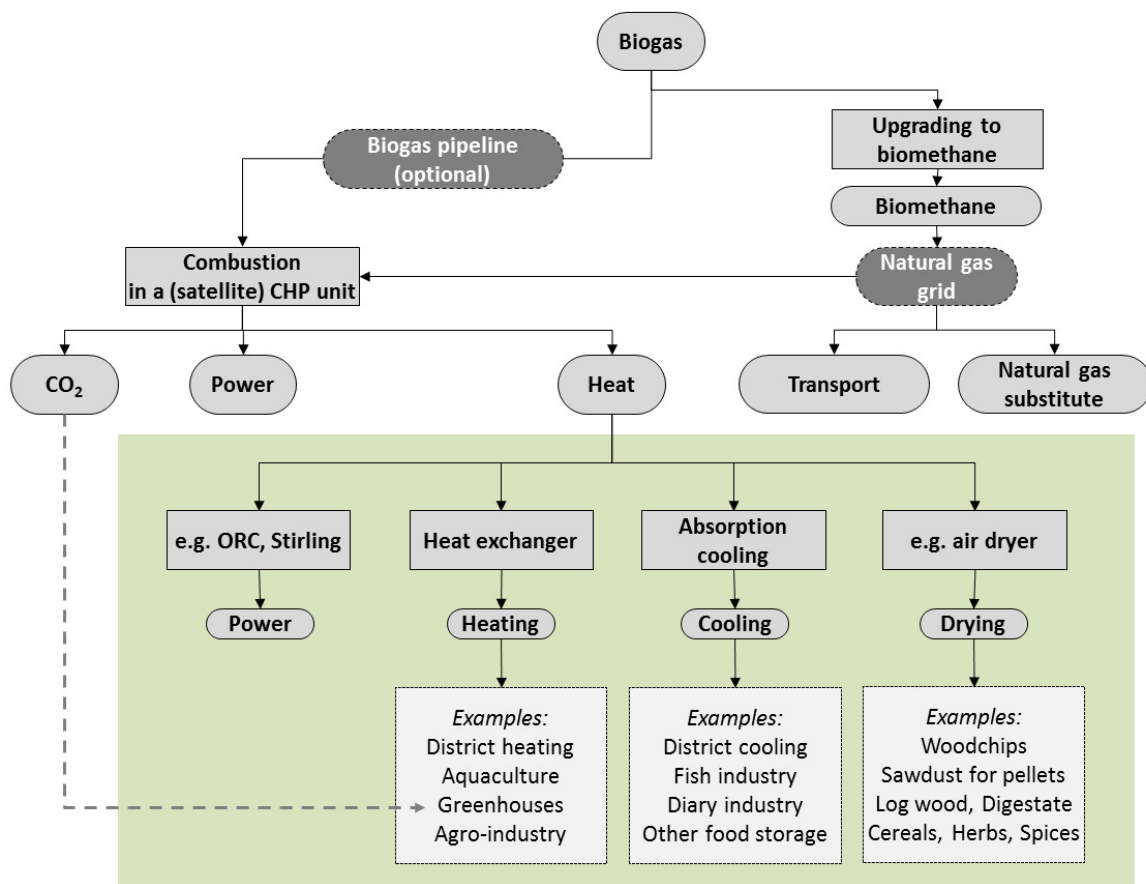 Biogas
Biogas pipeline
(optional)
Upgrading to
biomethane
Biomethane
Combustion
in a (satellite) CHP unit
Natural gas
grid
CO₂
Power
Heat
Transport
Natural gas
substitute
e.g. ORC, Stirling
Heat exchanger
Absorption
cooling
e.g. air dryer
Power
Heating
Cooling
Drying
Examples:
District heating
Aquaculture
Greenhouses
Agro-industry
Examples:
District cooling
Fish industry
Diary industry
Other food storage
Examples:
Woodchips
Sawdust for pellets
Log wood, Digestate
Cereals, Herbs, Spices